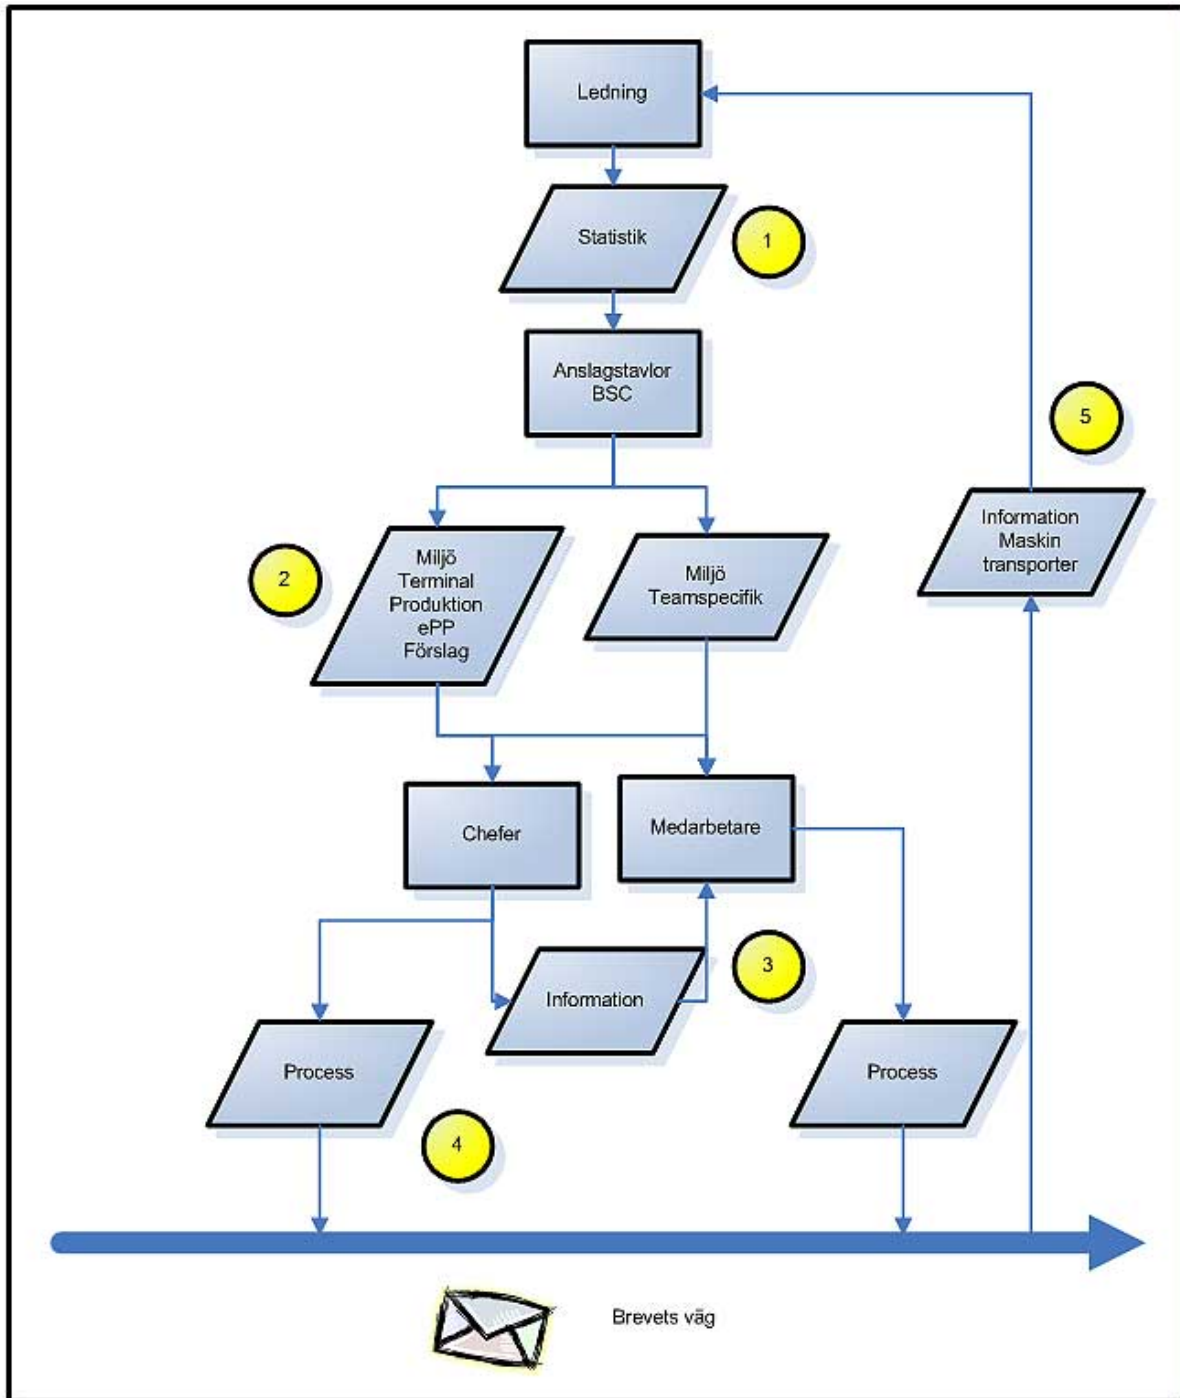 Ledning
Statistik
1
Anslagstavlor
BSC
5
Information
Maskin
transporter
2
Miljö
Terminal
Produktion
ePP
Förslag
Miljö
Teamspecifik
Chefer
Medarbetare
3
Information
Process
Process
4
Brevets väg